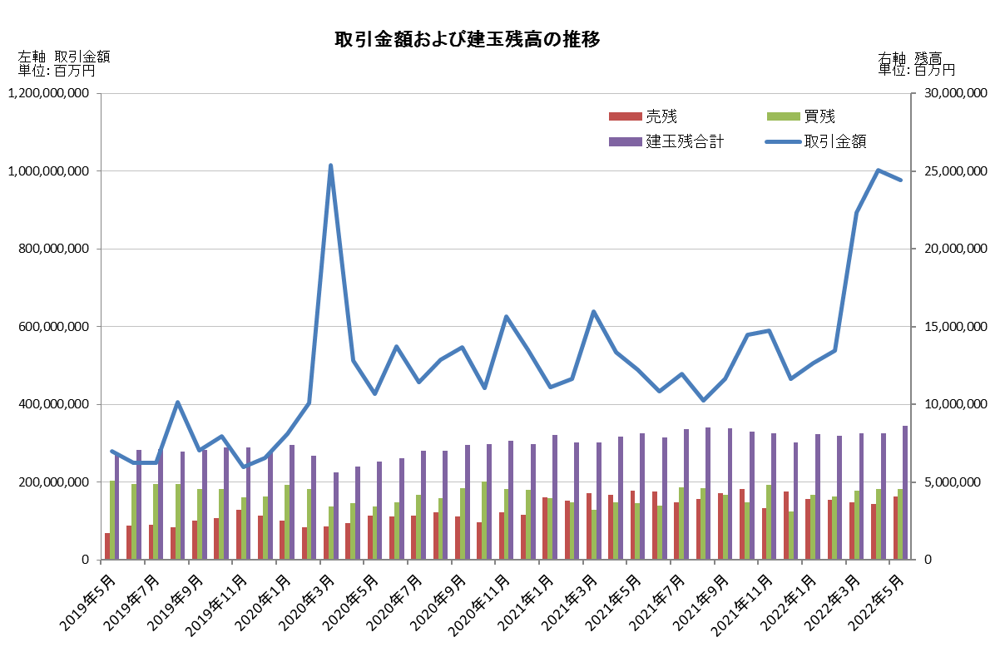 取引金額および建玉残高の推移
左軸 取引金額
単位: 百万円
右軸 残高
単位: 百万円
1,200,000,000
1,000,000,000
800,000,000
600,000,000
400,000,000
200,000,000
0
30,000,000
25,000,000
20,000,000
15,000,000
10,000,000
5,000,000
0
売残 買残
建玉残合計 取引金額
2019年5月
2019年7月
2019年9月
2019年11月
2020年1月
2020年3月
2020年5月
2020年7月
2020年9月
2020年11月
2021年1月
2021年3月
2021年5月
2021年7月
2021年9月
2021年11月
2022年1月
2022年3月
2022年5月